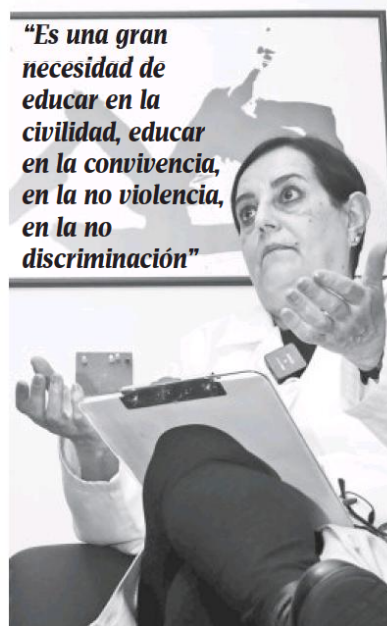 “Es una gran
necesidad de
educar en la
civilidad, educar
en la convivencia,
en la no violencia,
en la no
discriminación”